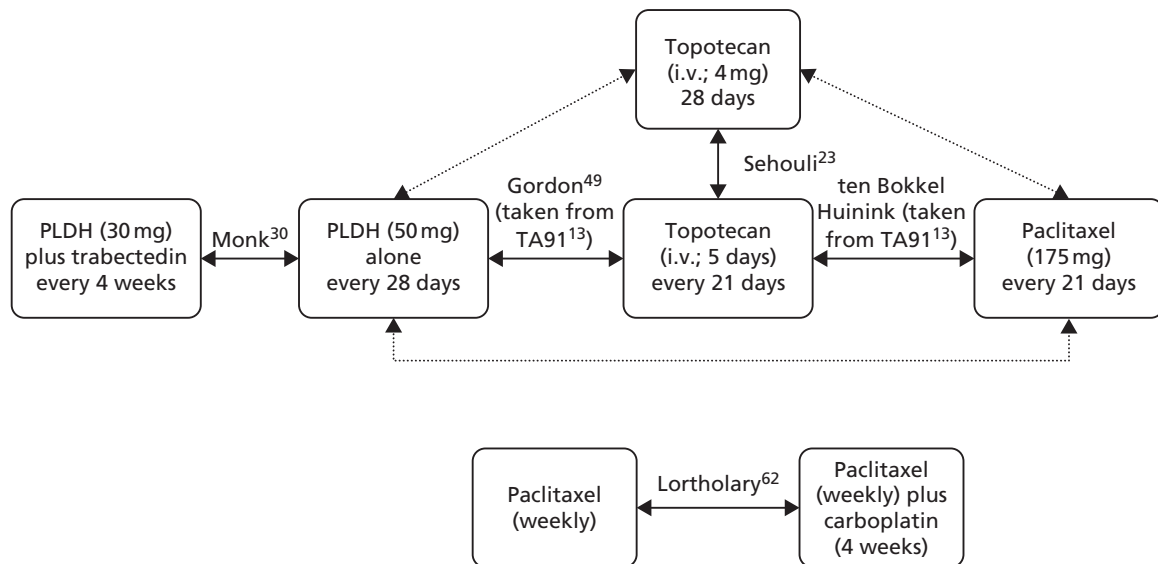 Topotecan
(i.v.; 4 mg)
28 days
Sehouli23
PLDH (30 mg)
plus trabectedin
every 4 weeks
Monk30
PLDH (50 mg)
alone
every 28 days
Gordon49
(taken from
TA9113)
Topotecan
(i.v.; 5 days)
every 21 days
ten Bokkel
Huinink (taken
from TA9113)
Paclitaxel
(175 mg)
every 21 days
Paclitaxel
(weekly)
Lortholary62
Paclitaxel
(weekly) plus
carboplatin
(4 weeks)